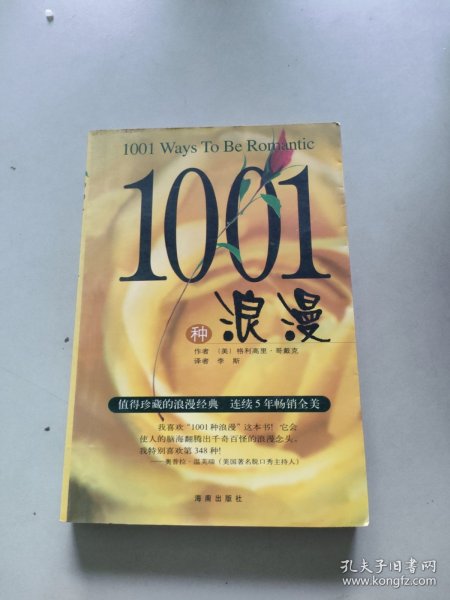 1001 Ways To Be Romantic
1001
种 浪漫
作者 (美) 格利高里·哥戴克
译者 李斯
值得珍藏的浪漫经典 连续5年畅销全美
我喜欢“1001种浪漫”这本书!它会
使人的脑海翻腾出千奇百怪的浪漫念头。
我特别喜欢第348种!
——奥普拉·温芙瑞(美国著名脱口秀主持人)
海南出版社
孔夫子旧书网
www.kongfz.com